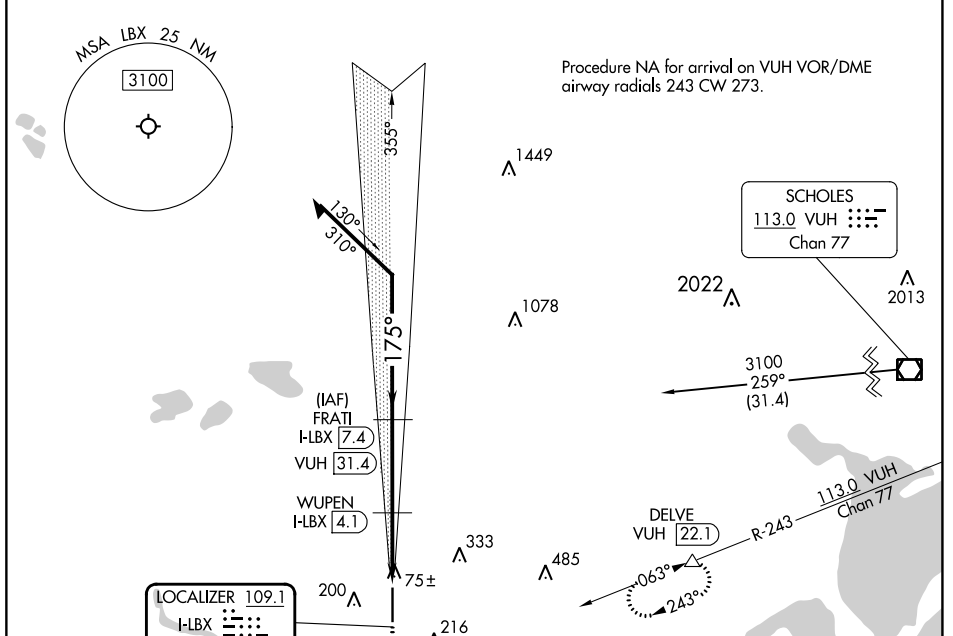 MSA LBX 25 NM
3100
Procedure NA for arrival on VUH VOR/DME
airway radials 243 CW 273.
355°
1449
130°
310°
SCHOLES
113.0 VUH
Chan 77
2022
2013
1078
175°
3100
259°
(31.4)
(IAF)
FRATI
I-LBX 7.4
VUH 31.4
WUPEN
I-LBX 4.1
113.0 VUH
Chan 77
R-243
DELVE
VUH 22.1
333
485
063°
243°
75±
200
LOCALIZER 109.1
I-LBX
216